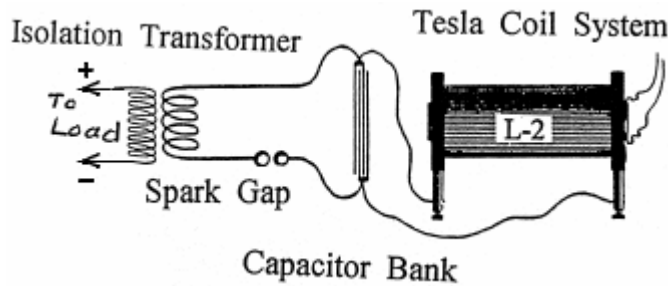 Isolation Transformer
Tesla Coil System
+
To
Load
-
L-2
Spark Gap
Capacitor Bank